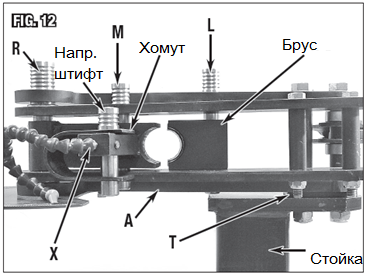 FIG. 12
R
Напр.
штифт
M
Хомут
L
Брус
X
A
T
Стойка